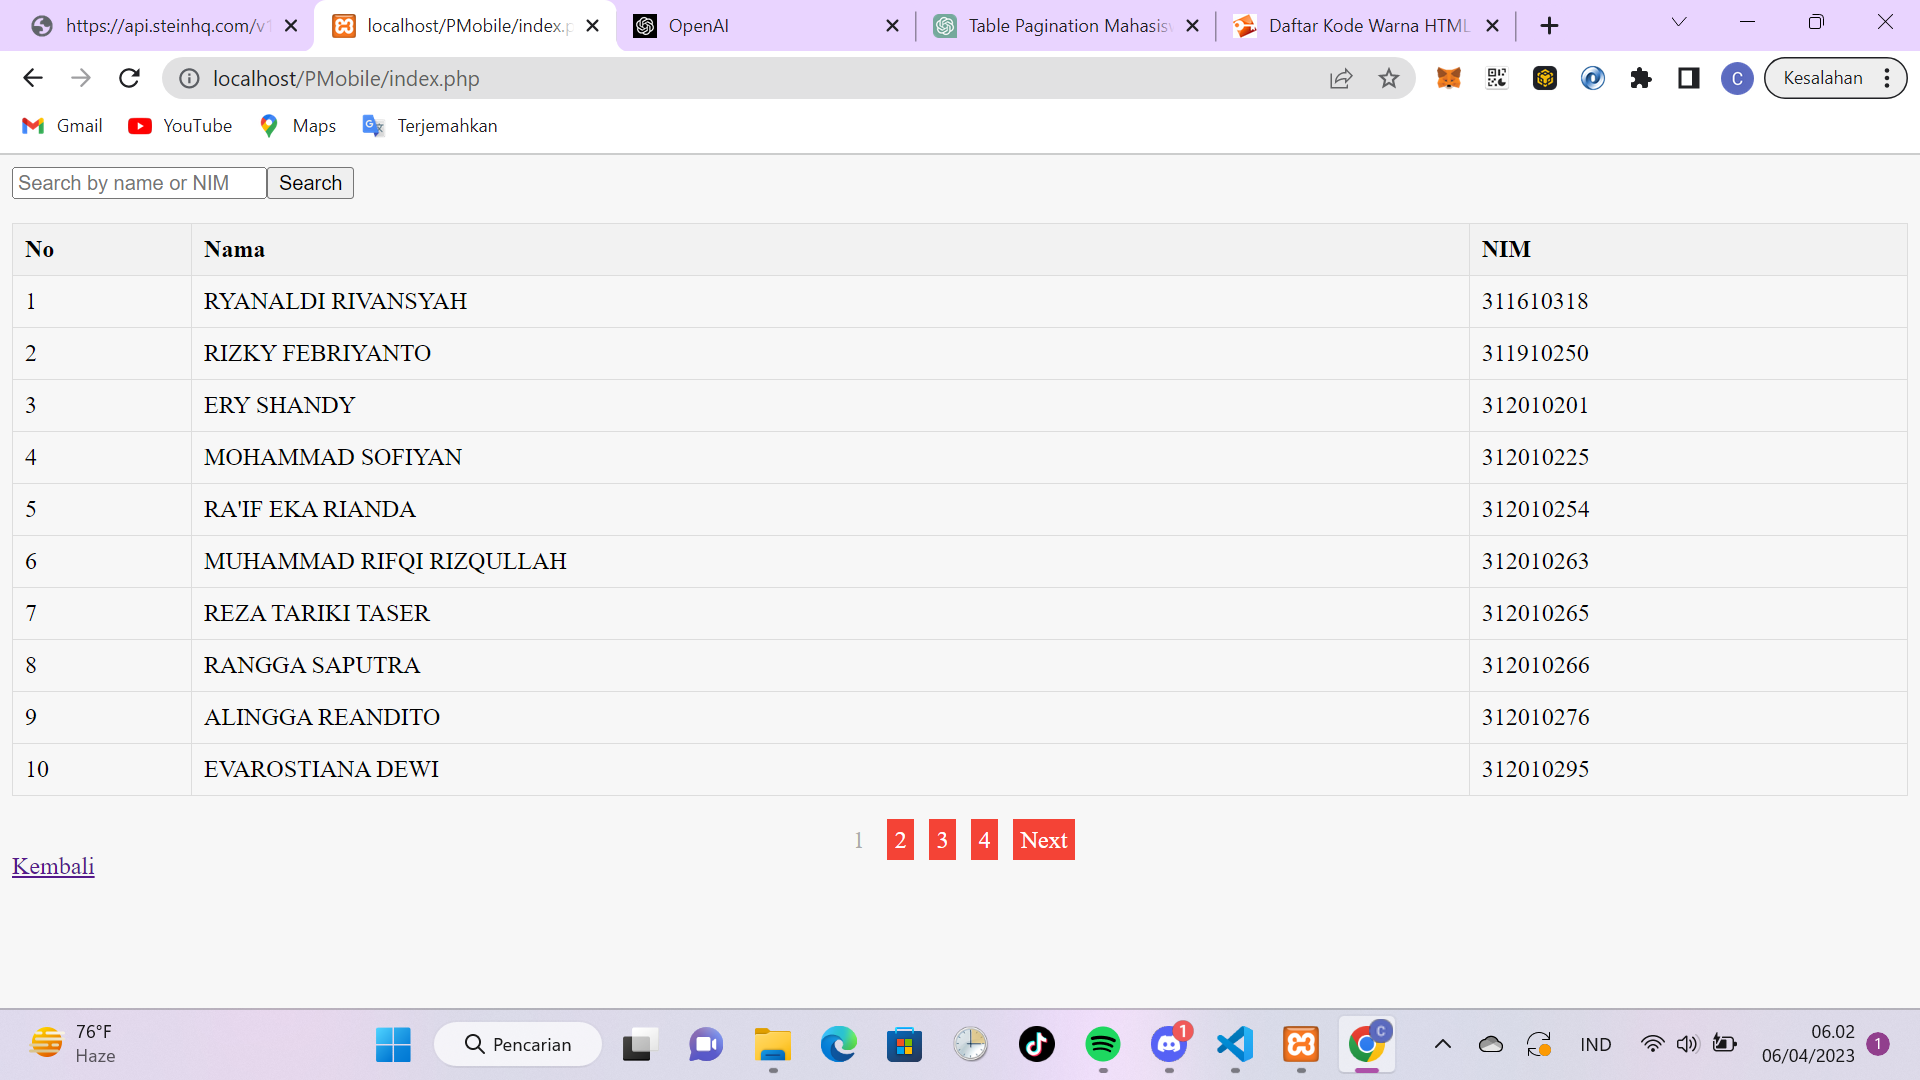 https://api.steinhq.com/v1
localhost/PMobile/index.p
OpenAI
Table Pagination Mahasisw
Daftar Kode Warna HTML
localhost/PMobile/index.php
C
Kesalahan
Gmail
YouTube
Maps
Terjemahkan
Search by name or NIM
Search
No Nama NIM
1 RYANALDI RIVANSYAH 311610318
2 RIZKY FEBRIYANTO 311910250
3 ERY SHANDY 312010201
4 MOHAMMAD SOFIYAN 312010225
5 RA'IF EKA RIANDA 312010254
6 MUHAMMAD RIFQI RIZQULLAH 312010263
7 REZA TARIKI TASER 312010265
8 RANGGA SAPUTRA 312010266
9 ALINGGA REANDITO 312010276
10 EVAROSTIANA DEWI 312010295
1 2 3 4 Next
Kembali
76°F
Haze
Pencarian
1
C
IND
06.02
06/04/2023
1